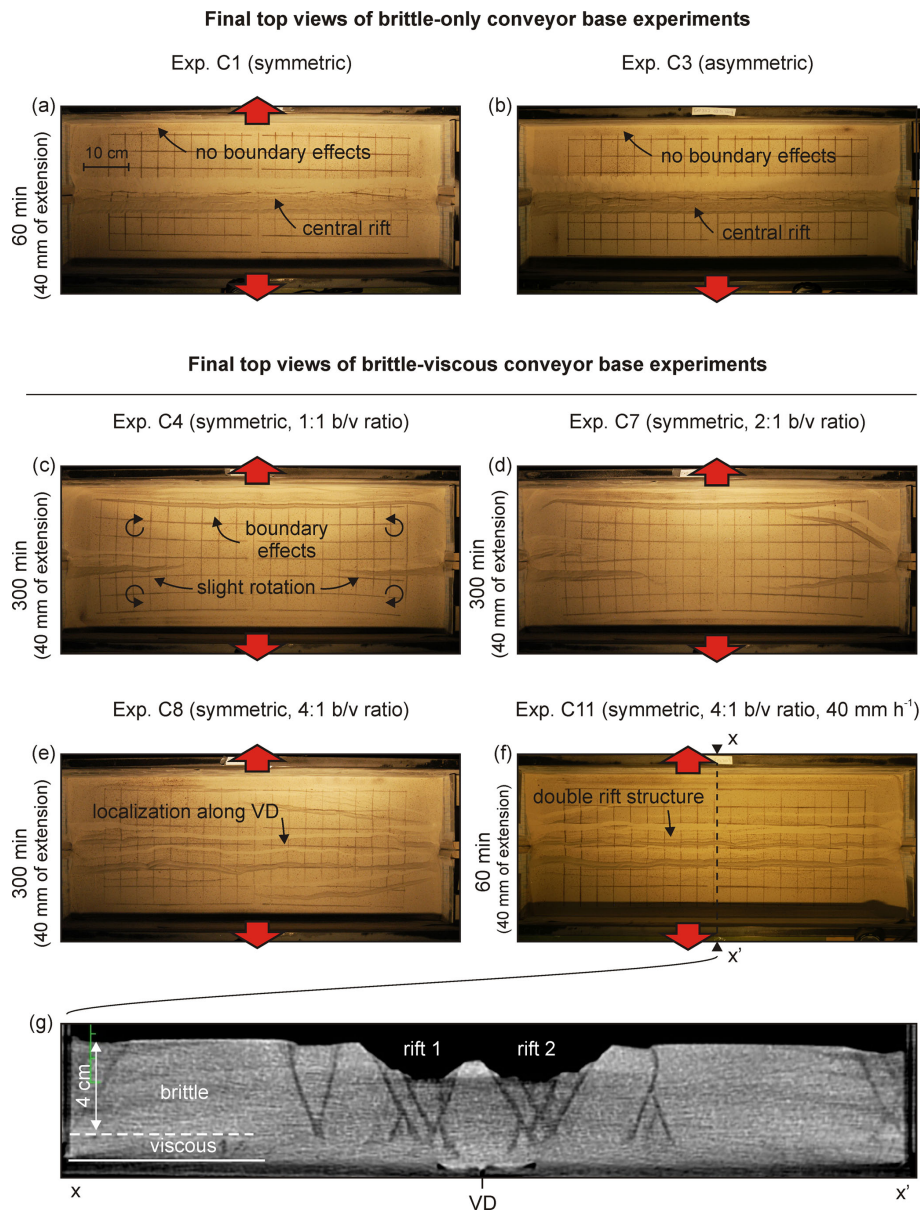 Final top views of brittle-only conveyor base experiments
Exp. C1 (symmetric)
Exp. C3 (asymmetric)
(a)
60 min
(40 mm of extension)
10 cm
no boundary effects
central rift
(b)
no boundary effects
central rift
Final top views of brittle-viscous conveyor base experiments
Exp. C4 (symmetric, 1:1 b/v ratio)
Exp. C7 (symmetric, 2:1 b/v ratio)
(c)
300 min
(40 mm of extension)
boundary
effects
slight rotation
(d)
300 min
(40 mm of extension)
Exp. C8 (symmetric, 4:1 b/v ratio)
Exp. C11 (symmetric, 4:1 b/v ratio, 40 mm h⁻¹)
(e)
300 min
(40 mm of extension)
localization along VD
(f)
x
60 min
(40 mm of extension)
double rift structure
x'
(g)
rift 1
rift 2
4 cm
brittle
viscous
x
VD
x'